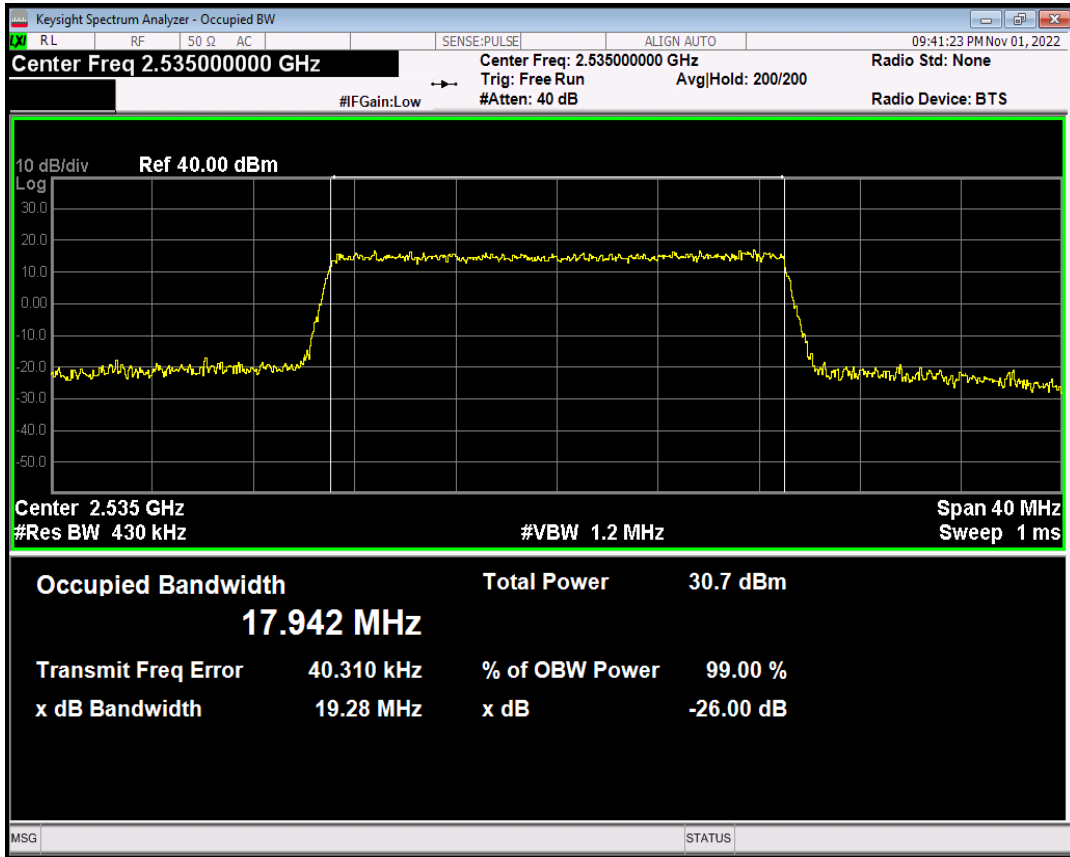 Keysight Spectrum Analyzer - Occupied BW
LXI RL RF 50 Ω AC SENSE:PULSE ALIGN AUTO 09:41:23 PM Nov 01, 2022
Center Freq 2.535000000 GHz Center Freq: 2.535000000 GHz Radio Std: None
Trig: Free Run Avg|Hold: 200/200
#IFGain:Low #Atten: 40 dB Radio Device: BTS
10 dB/div Ref 40.00 dBm
Log
30.0
20.0
10.0
0.00
-10.0
-20.0
-30.0
-40.0
-50.0
Center 2.535 GHz Span 40 MHz
#Res BW 430 kHz #VBW 1.2 MHz Sweep 1 ms
Occupied Bandwidth Total Power 30.7 dBm
17.942 MHz
Transmit Freq Error 40.310 kHz % of OBW Power 99.00 %
x dB Bandwidth 19.28 MHz x dB -26.00 dB
MSG STATUS